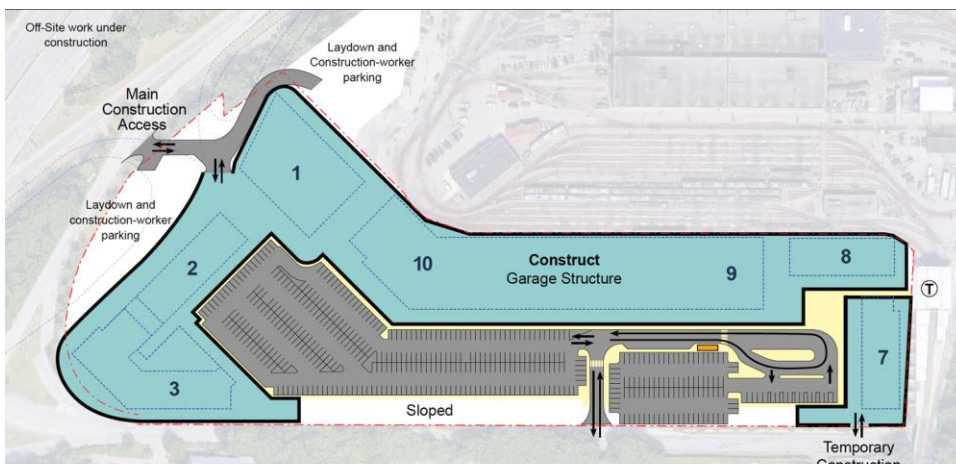 Off-Site work under
construction
Laydown and
Construction-worker
parking
Main
Construction
Access
1
Laydown and
construction-worker
parking
2
10
Construct
Garage Structure
9
8
T
7
3
Sloped
Temporary
Construction